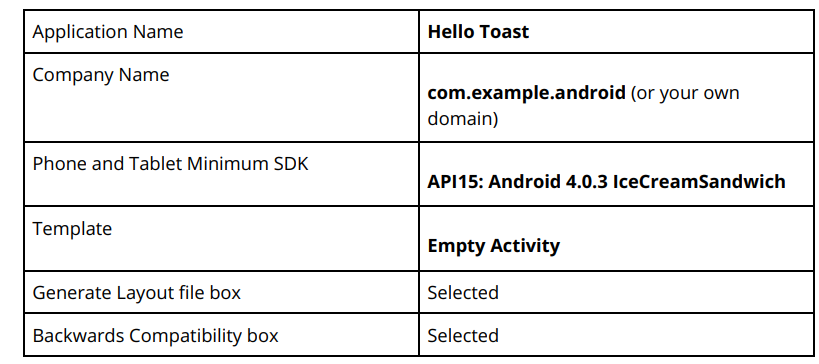 Application Name
Hello Toast
Company Name
com.example.android (or your own
domain)
Phone and Tablet Minimum SDK
API15: Android 4.0.3 IceCreamSandwich
Template
Empty Activity
Generate Layout file box
Selected
Backwards Compatibility box
Selected